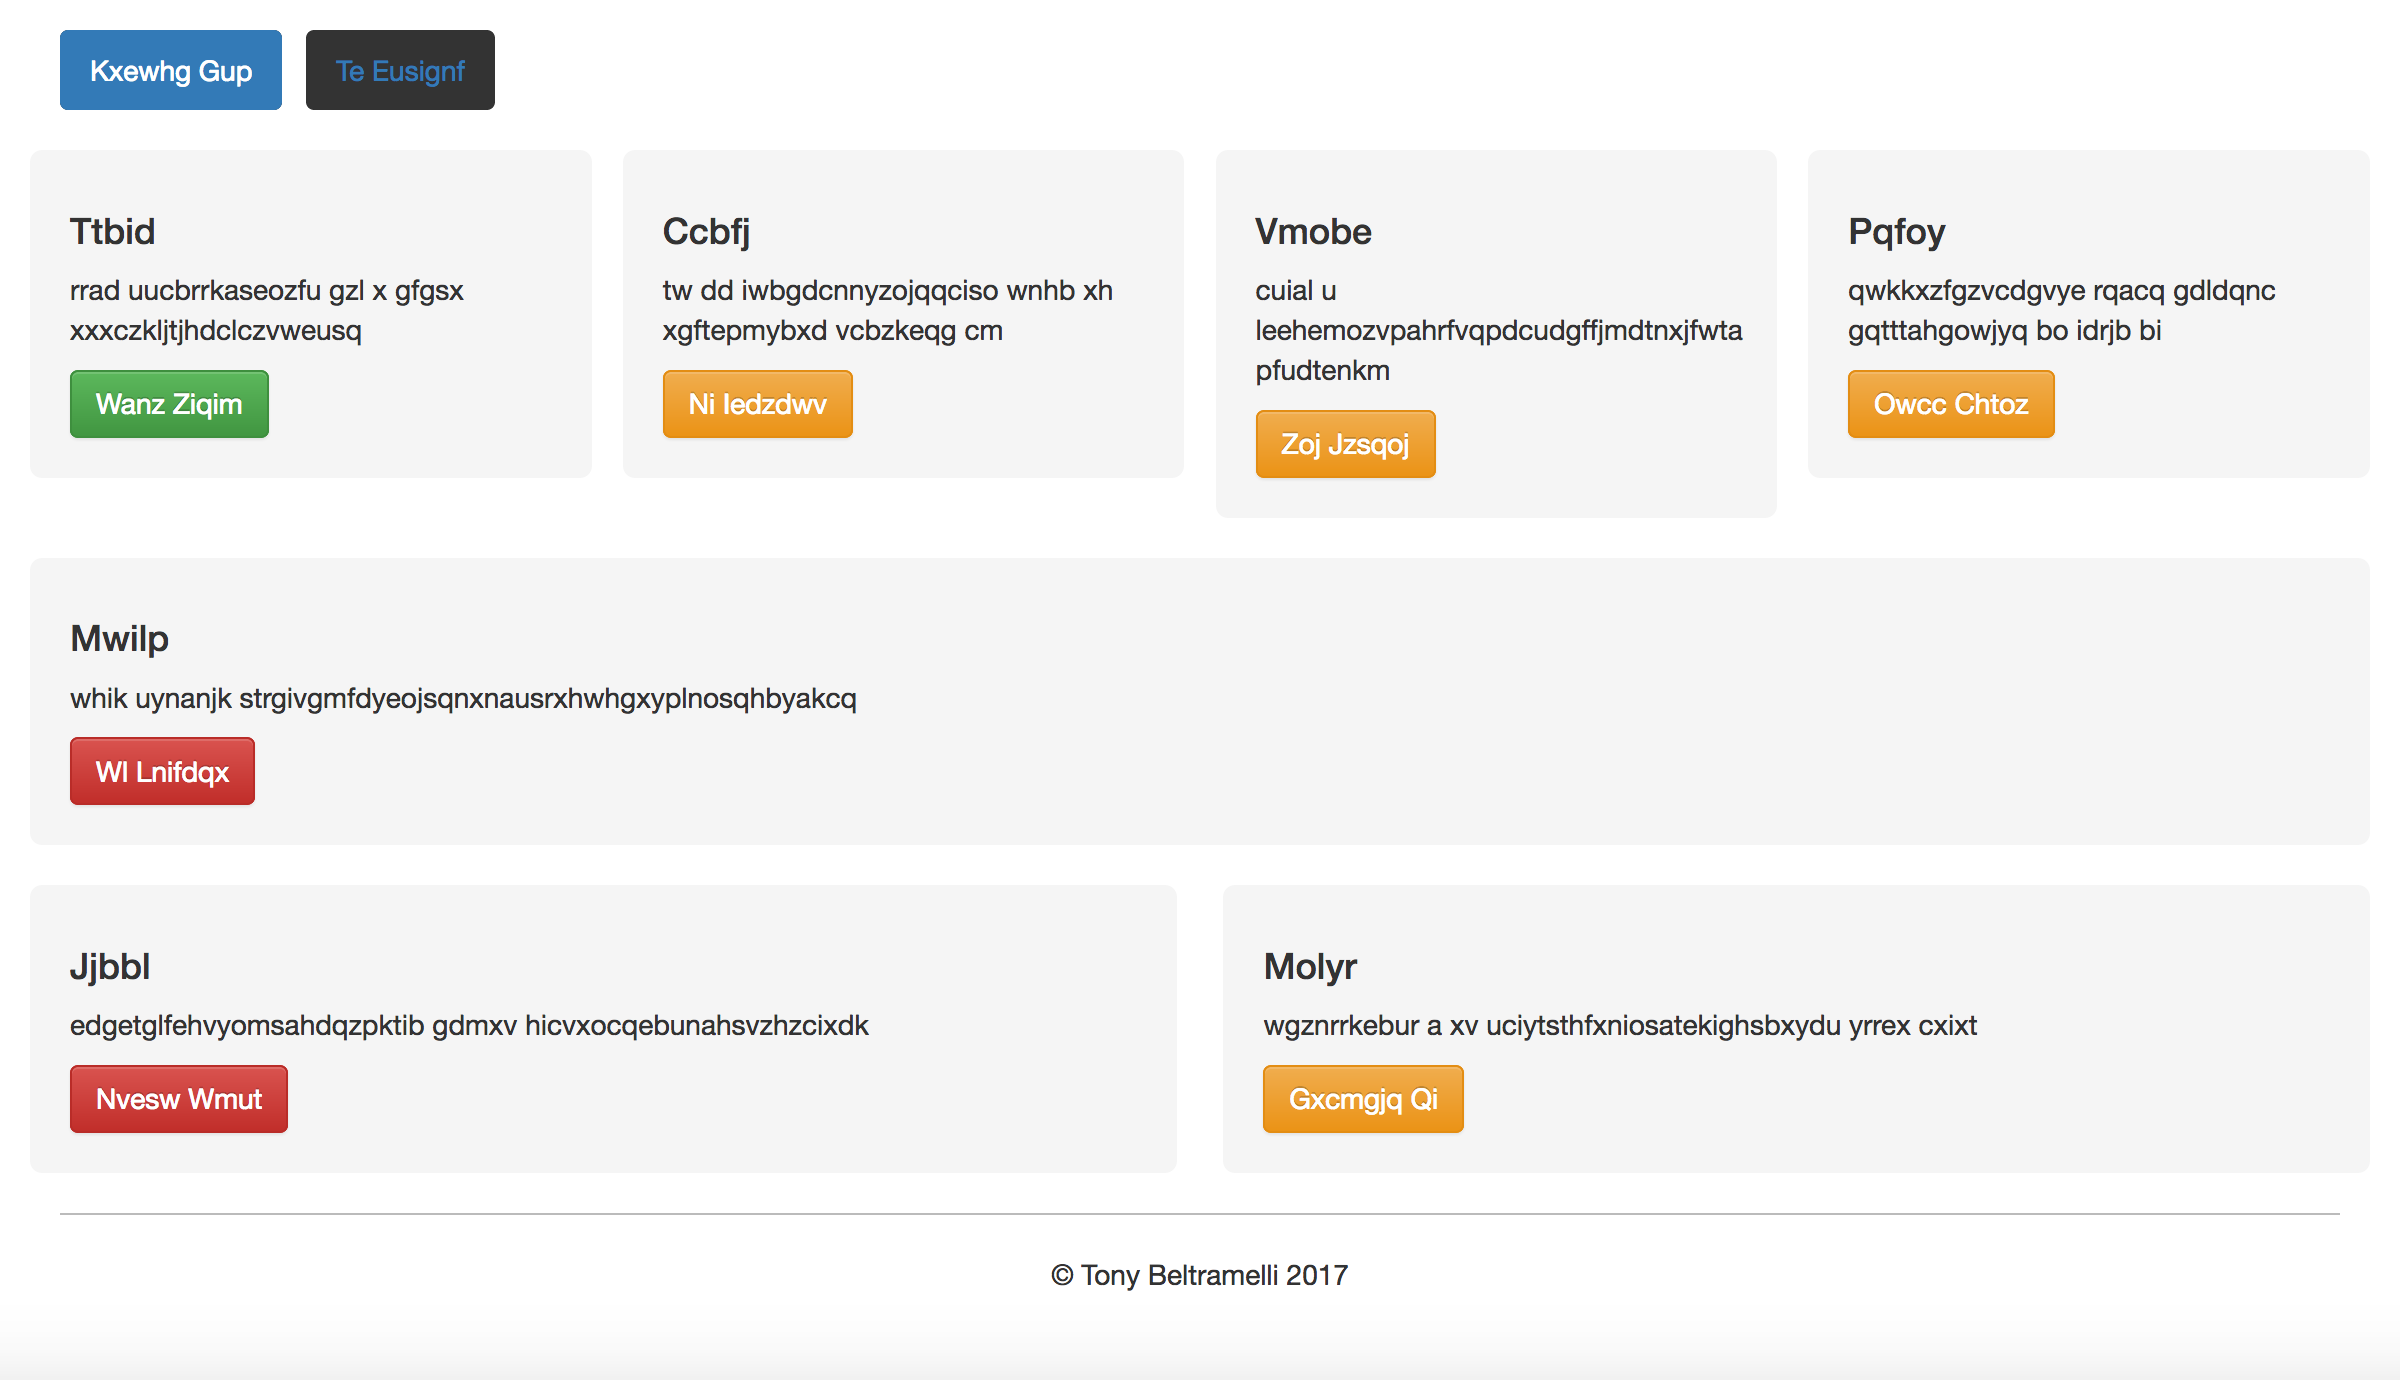 Kxewhg Gup
Te Eusignf
Ttbid
rrad uucbrrkaseozfu gzl x gfgsx
xxxczkljtjhdclczvweusq
Wanz Ziqim
Ccbfj
tw dd iwbgdcnnyzojqqciso wnhb xh
xgftepmybxd vcbzkeqg cm
Ni Iedzdwv
Vmobe
cuial u
leehemozvpahrfvqpdcudgffjmdtnxjfwta
pfudtenkm
Zoj Jzsqoj
Pqfoy
qwkkxzfgzvcdgvye rqacq gdldqnc
gqtttahgowjyq bo idrjb bi
Owcc Chtoz
Mwilp
whik uynanjk strgivgmfdyeojsqnxnausrxhwhgxyplnosqhbyakcq
Wl Lnifdqx
Jjbbl
edgetglfehvyomsahdqzpktib gdmxv hicvxocqebunahsvzhzcixdk
Nvesw Wmut
Molyr
wgznrrkebur a xv uciytsthfxniosatekighsbxydu yrrex cxixt
Gxcmgjq Qi
© Tony Beltramelli 2017